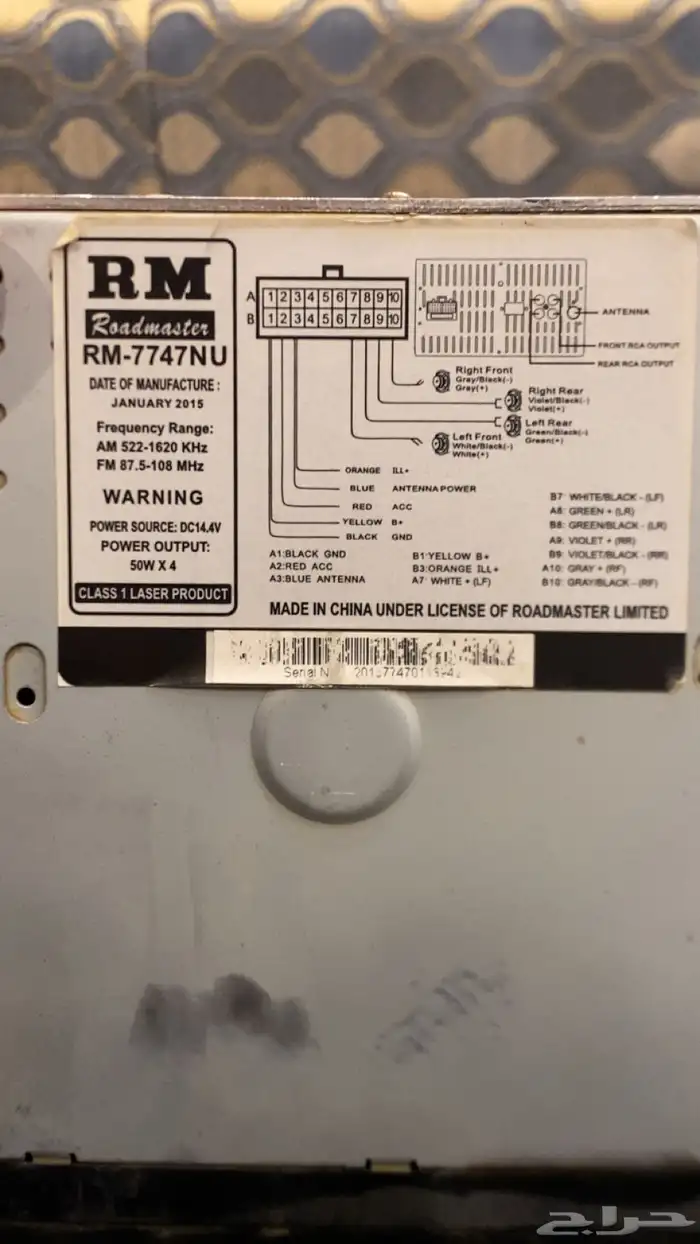 RM
Roadmaster
RM-7747NU
DATE OF MANUFACTURE :
JANUARY 2015
Frequency Range:
AM 522-1620 KHz
FM 87.5-108 MHz
WARNING
POWER SOURCE: DC14.4V
POWER OUTPUT:
50W X 4
CLASS 1 LASER PRODUCT
A 1 2 3 4 5 6 7 8 9 10
B 1 2 3 4 5 6 7 8 9 10
ANTENNA
FRONT RCA OUTPUT
REAR RCA OUTPUT
Right Front
Gray/Black(-)
Gray(+)
Right Rear
Violet/Black(-)
Violet(+)
Left Rear
Green/Black(-)
Green(+)
Left Front
White/Black(-)
White(+)
ORANGE ILL+
BLUE ANTENNA POWER
RED ACC
YELLOW B+
BLACK GND
A1:BLACK GND
A2:RED ACC
A3:BLUE ANTENNA
B1:YELLOW B+
B3:ORANGE ILL+
A7: WHITE + (LF)
B7: WHITE/BLACK - (LF)
A8: GREEN + (LR)
B8: GREEN/BLACK - (LR)
A9: VIOLET + (RR)
B9: VIOLET/BLACK - (RR)
A10: GRAY + (RF)
B10: GRAY/BLACK - (RF)
MADE IN CHINA UNDER LICENSE OF ROADMASTER LIMITED
Serial
حراج